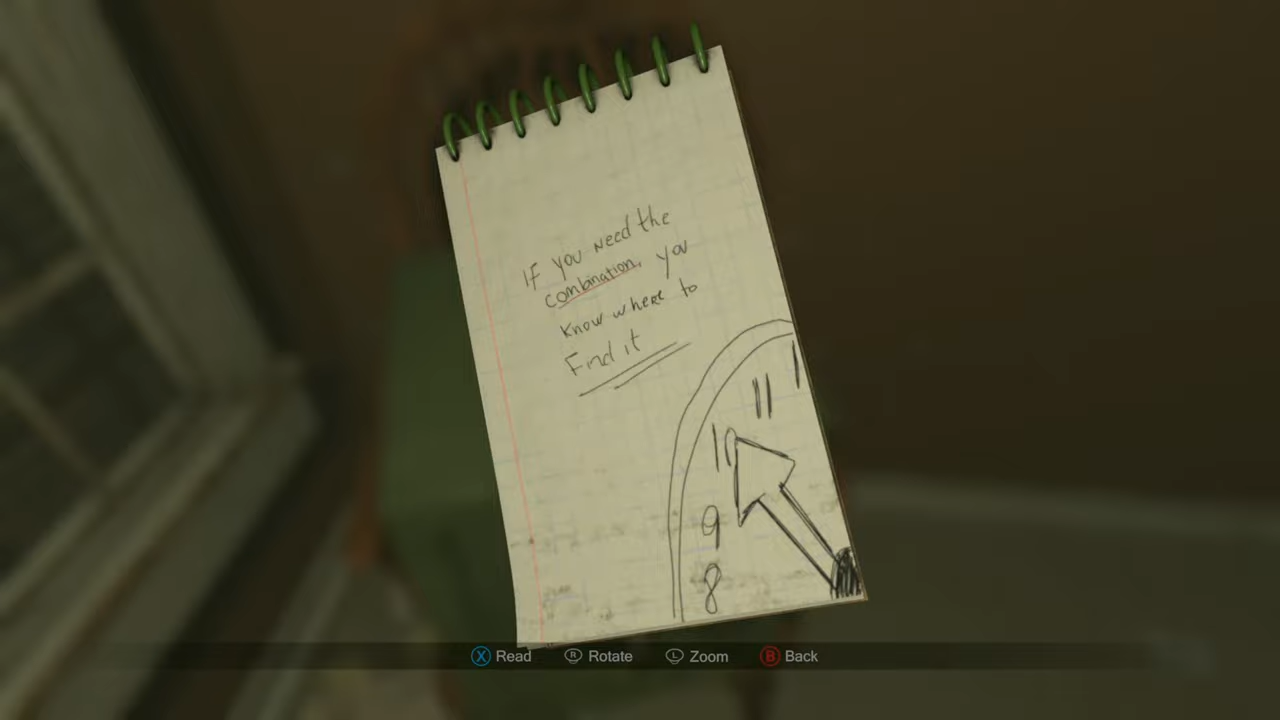 IF you need the
combination, you
know where to
Find it
11
1
10
9
8
X Read R Rotate L Zoom B Back